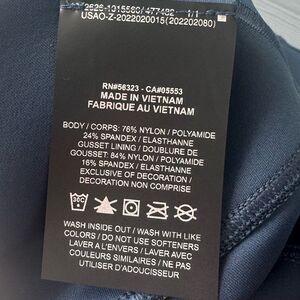 USAO-Z-2022020015(202202080)
RN#56323 - CA#05553
MADE IN VIETNAM
FABRIQUE AU VIETNAM
BODY / CORPS: 76% NYLON / POLYAMIDE
24% SPANDEX / ELASTHANNE
GUSSET LINING / DOUBLURE DE
GOUSSET: 84% NYLON / POLYAMIDE
16% SPANDEX / ELASTHANNE
EXCLUSIVE OF DECORATION /
DECORATION NON COMPRISE
30C
WASH INSIDE OUT / WASH WITH LIKE
COLORS / DO NOT USE SOFTENERS
LAVER A L'ENVERS / LAVER AVEC
COULEURS SIMILAIRES / NE PAS
UTILISER D'ADOUCISSEUR